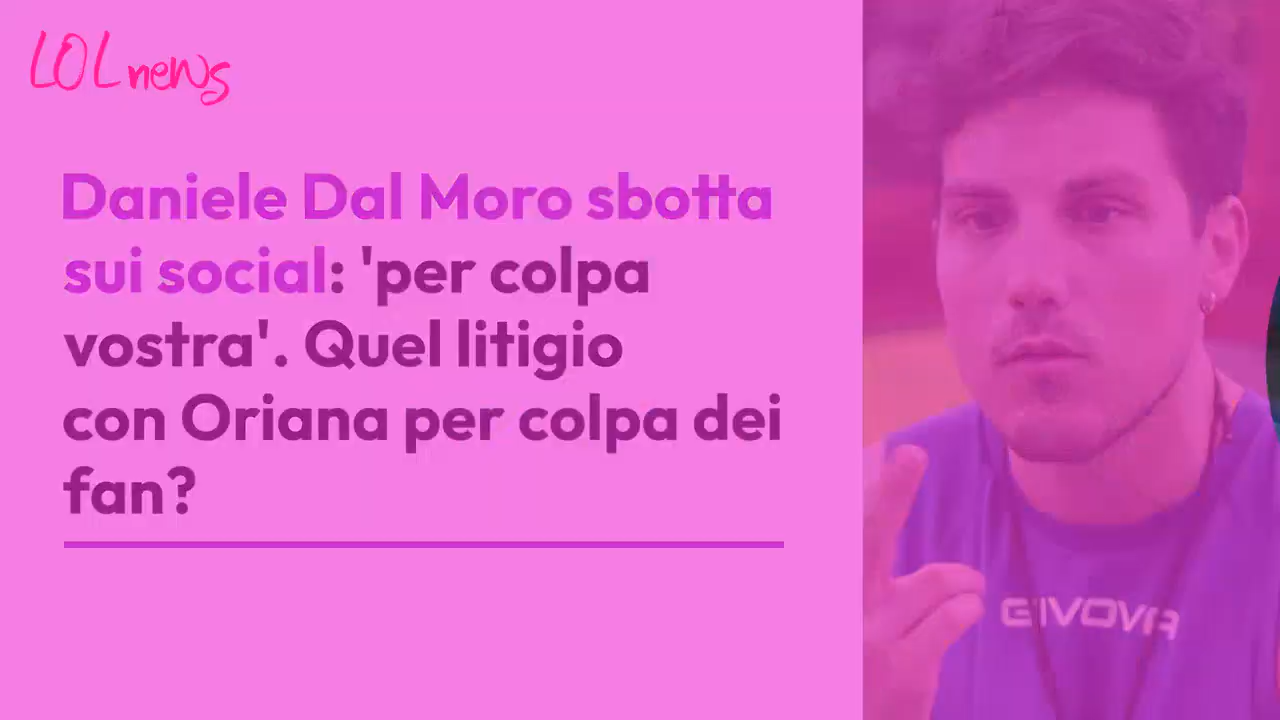 LOL news
Daniele Dal Moro sbotta
sui social: 'per colpa
vostra'. Quel litigio
con Oriana per colpa dei
fan?
GIVOVA